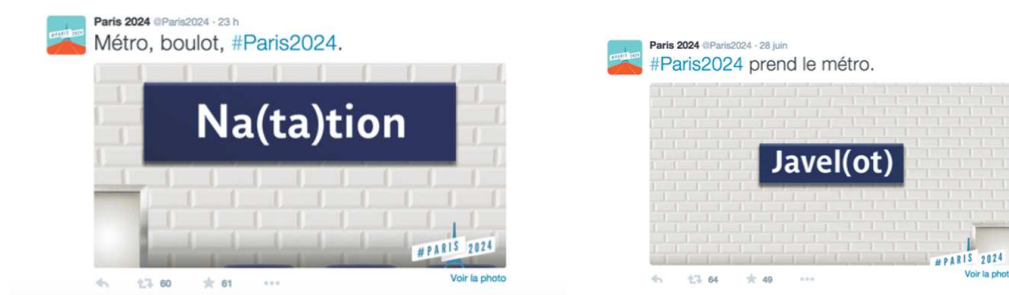 Paris 2024 @Paris2024 · 23 h
Métro, boulot, #Paris2024.
Na(ta)tion
#PARIS 2024
60 61
Voir la photo
Paris 2024 @Paris2024 · 28 juin
#Paris2024 prend le métro.
Javel(ot)
#PARIS 2024
64 49
Voir la photo